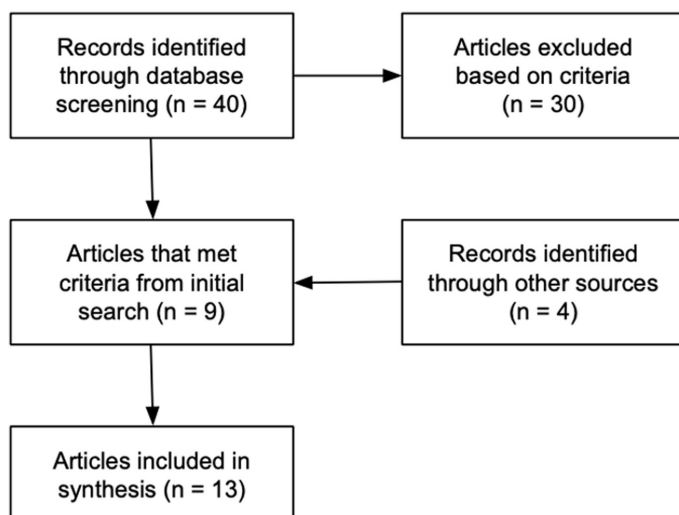 Records identified
through database
screening (n = 40)
Articles excluded
based on criteria
(n = 30)
Articles that met
criteria from initial
search (n = 9)
Records identified
through other sources
(n = 4)
Articles included in
synthesis (n = 13)